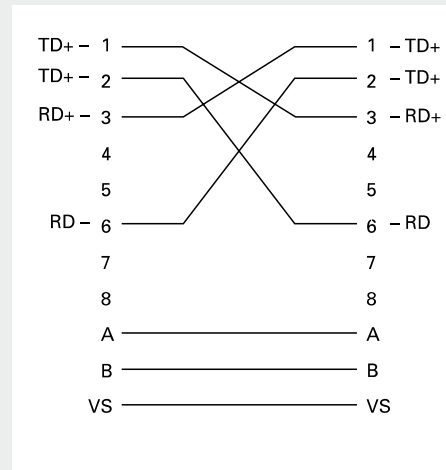 TD+ – 1 1 – TD+
TD+ – 2 2 – TD+
RD+ – 3 3 – RD+
4 4
5 5
RD – 6 6 – RD
7 7
8 8
A A
B B
VS VS